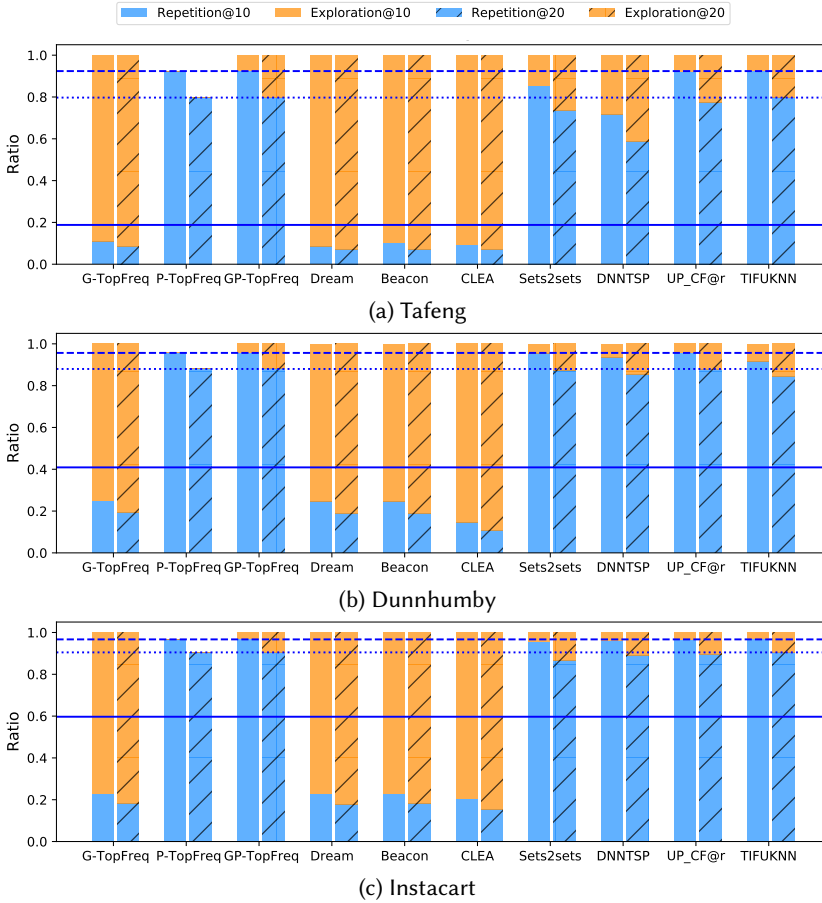 Repetition@10 Exploration@10 Repetition@20 Exploration@20
1.0
0.8
0.6
0.4
0.2
0.0
Ratio
G-TopFreq P-TopFreq GP-TopFreq Dream Beacon CLEA Sets2sets DNNTSP UP_CF@r TIFUKNN
(a) Tafeng
1.0
0.8
0.6
0.4
0.2
0.0
Ratio
G-TopFreq P-TopFreq GP-TopFreq Dream Beacon CLEA Sets2sets DNNTSP UP_CF@r TIFUKNN
(b) Dunnhumby
1.0
0.8
0.6
0.4
0.2
0.0
Ratio
G-TopFreq P-TopFreq GP-TopFreq Dream Beacon CLEA Sets2sets DNNTSP UP_CF@r TIFUKNN
(c) Instacart